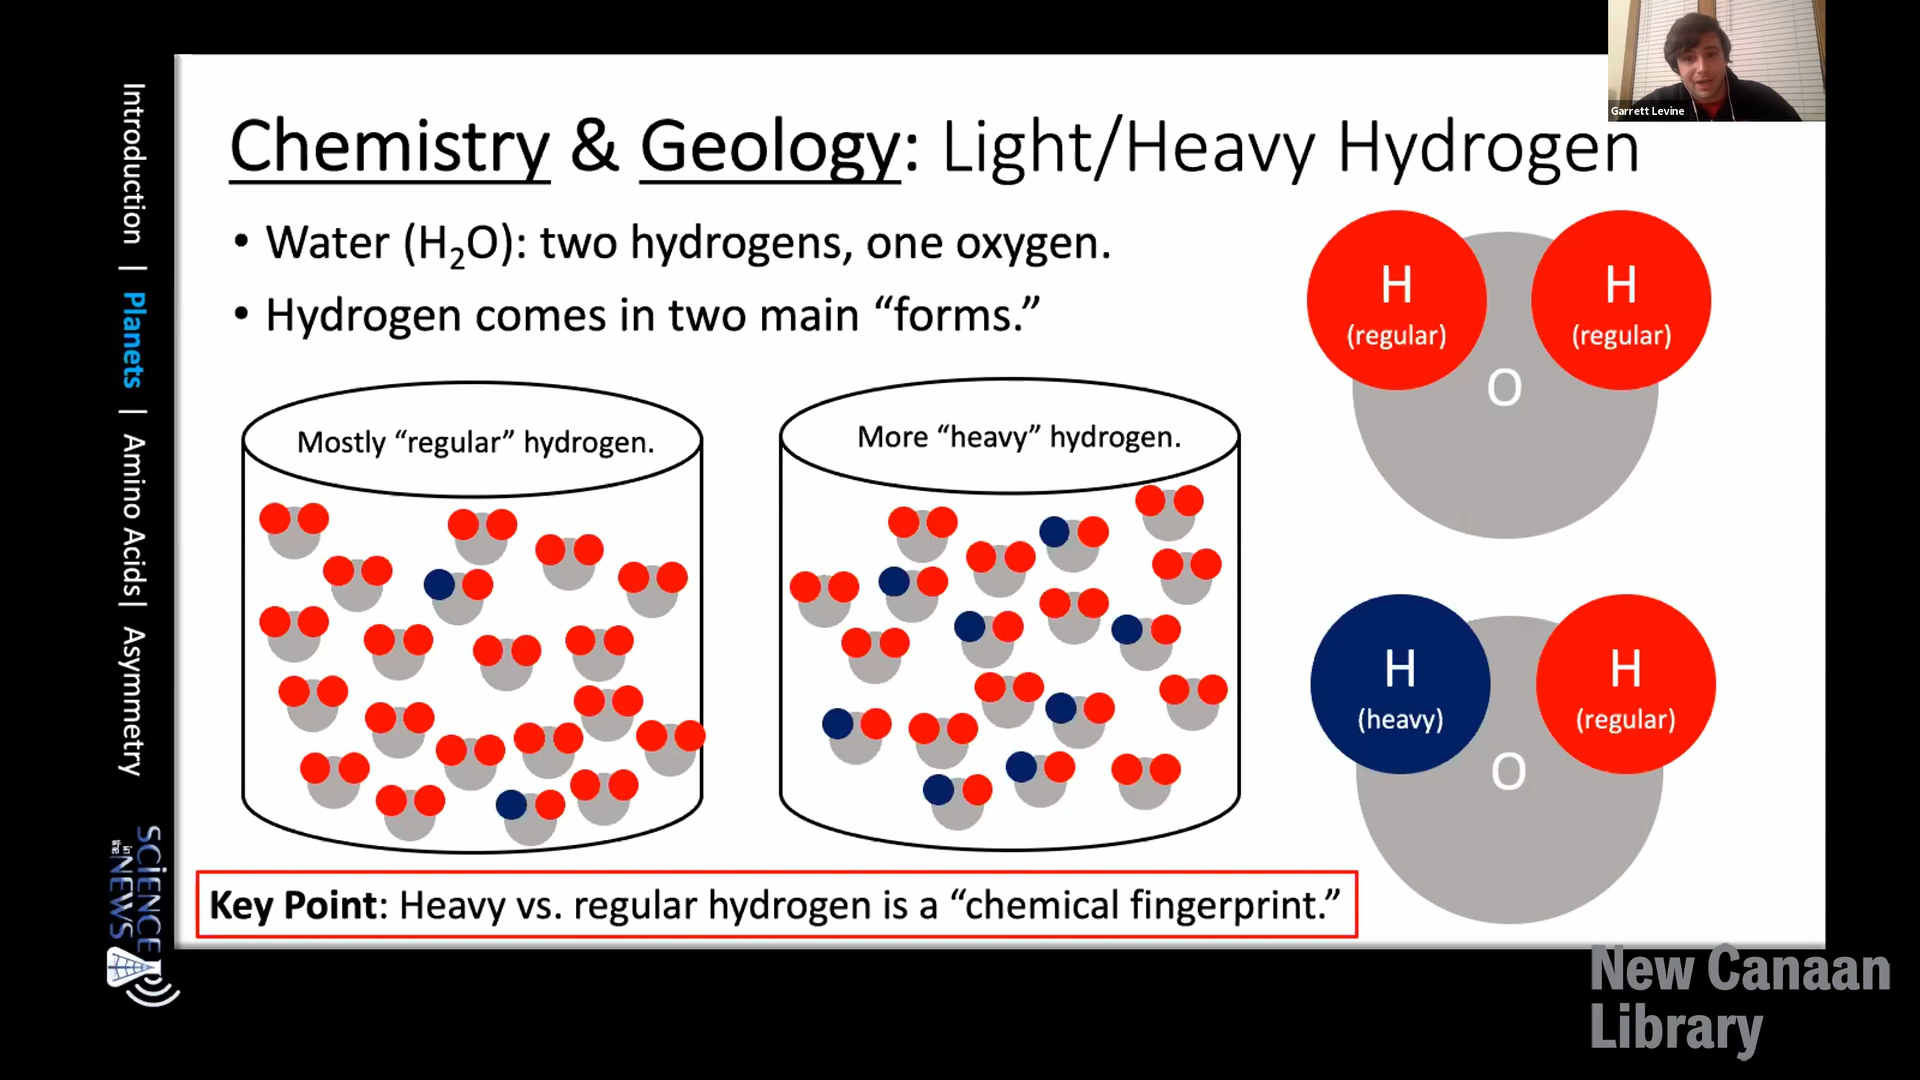 Garrett Levine
Chemistry & Geology: Light/Heavy Hydrogen
• Water (H₂O): two hydrogens, one oxygen.
• Hydrogen comes in two main “forms.”
Mostly “regular” hydrogen.
More “heavy” hydrogen.
H
(regular)
H
(regular)
O
H
(heavy)
H
(regular)
O
Key Point: Heavy vs. regular hydrogen is a “chemical fingerprint.”
Introduction | Planets | Amino Acids | Asymmetry
SCiENCE
in the
NEWS
New Canaan
Library